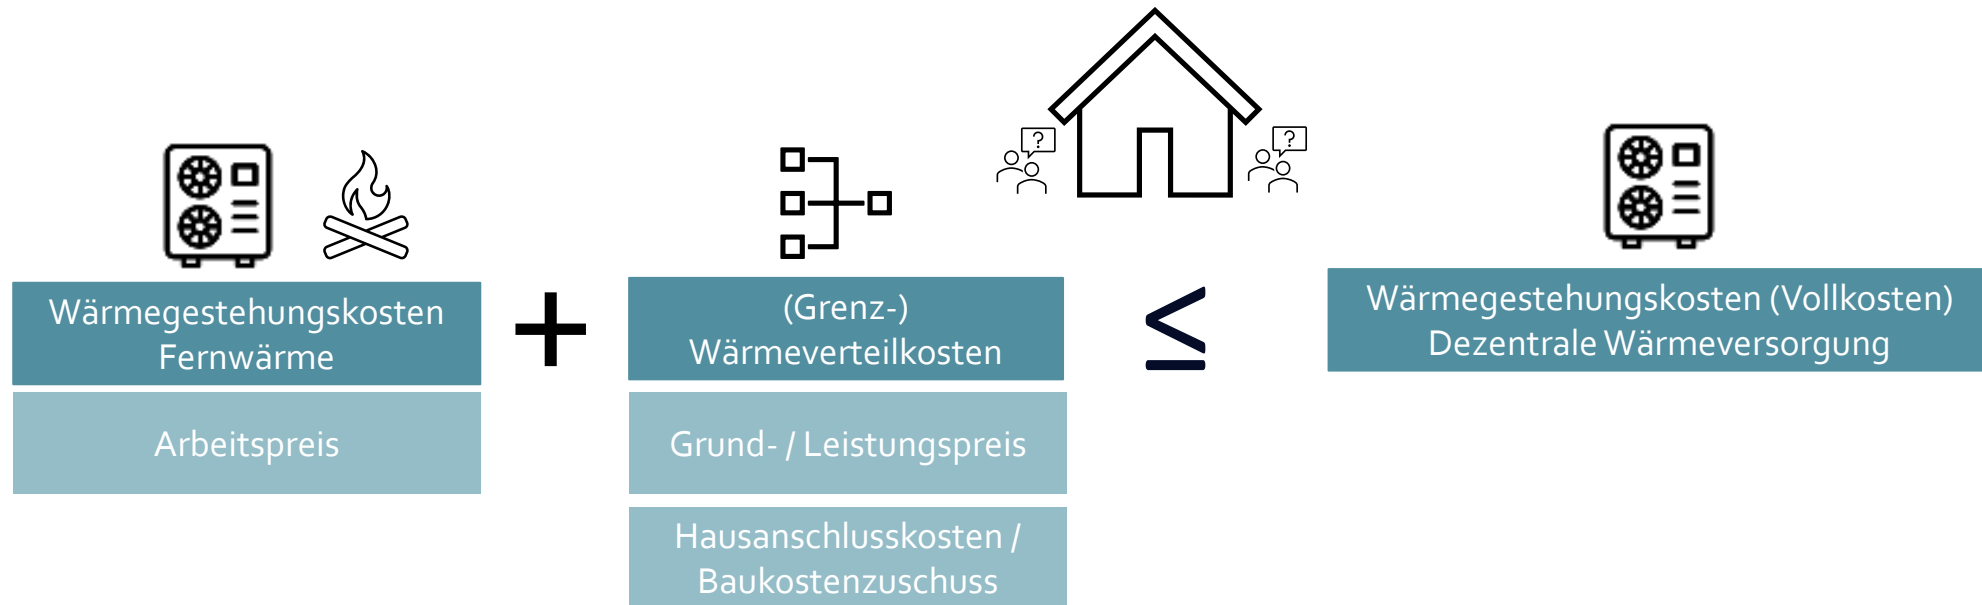 ?
?
Wärmegestehungskosten
Fernwärme
+
(Grenz-)
Wärmeverteilkosten
≤
Wärmegestehungskosten (Vollkosten)
Dezentrale Wärmeversorgung
Arbeitspreis
Grund- / Leistungspreis
Hausanschlusskosten /
Baukostenzuschuss